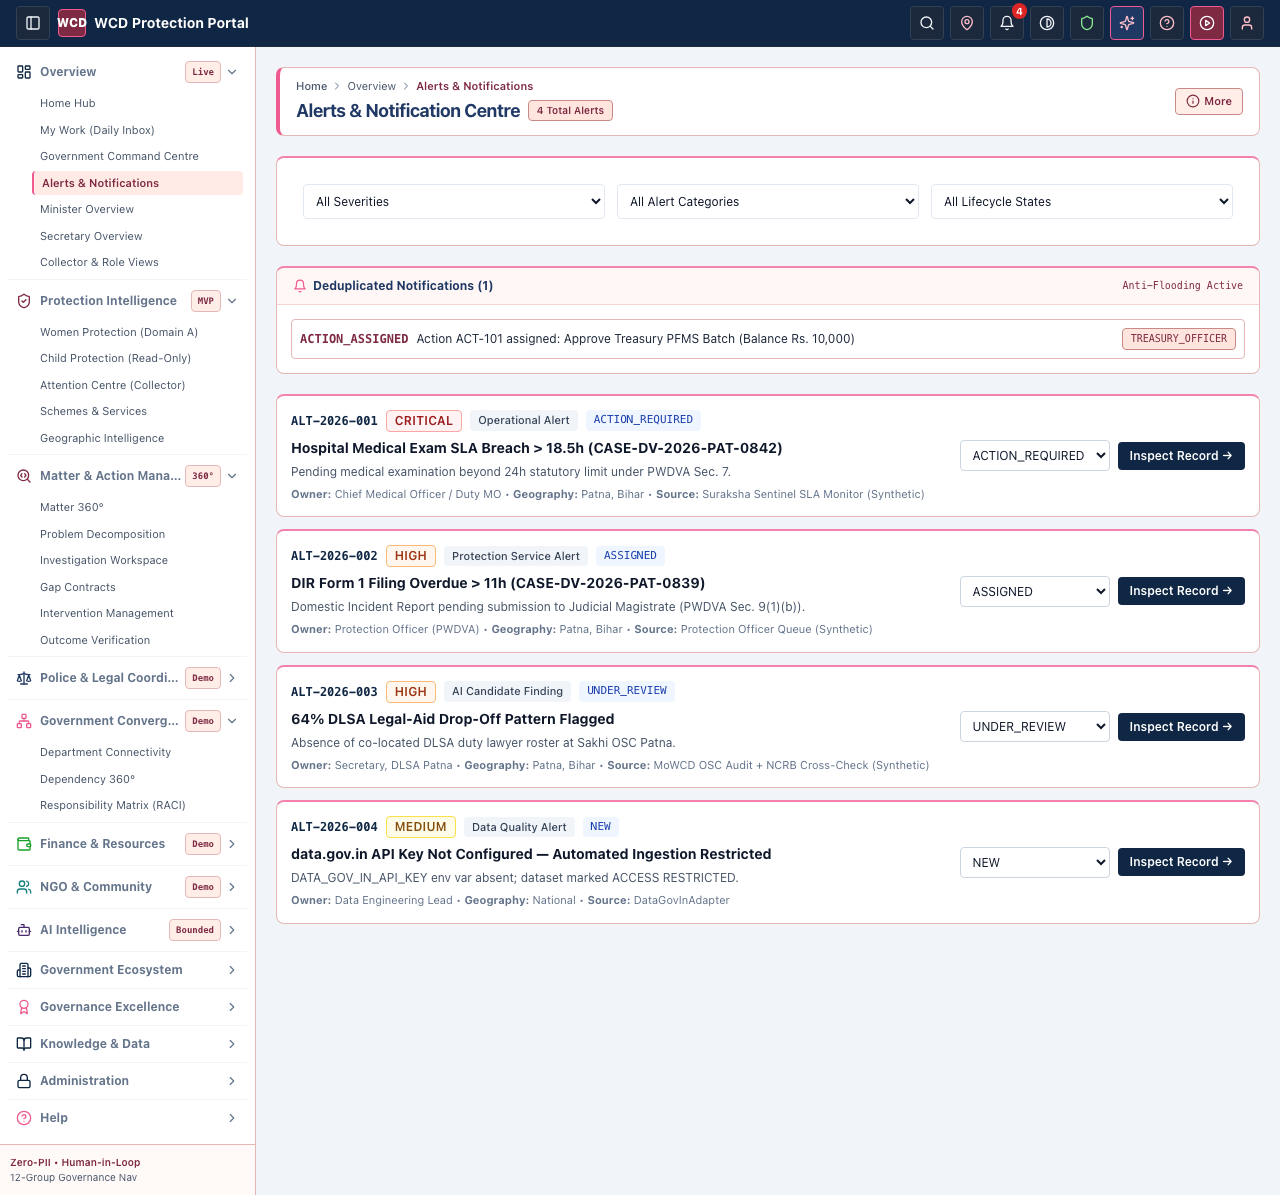 WCD WCD Protection Portal
4
Overview Live
Home Hub
My Work (Daily Inbox)
Government Command Centre
Alerts & Notifications
Minister Overview
Secretary Overview
Collector & Role Views
Protection Intelligence MVP
Women Protection (Domain A)
Child Protection (Read-Only)
Attention Centre (Collector)
Schemes & Services
Geographic Intelligence
Matter & Action Mana... 360°
Matter 360°
Problem Decomposition
Investigation Workspace
Gap Contracts
Intervention Management
Outcome Verification
Police & Legal Coordi... Demo
Government Converg... Demo
Department Connectivity
Dependency 360°
Responsibility Matrix (RACI)
Finance & Resources Demo
NGO & Community Demo
AI Intelligence Bounded
Government Ecosystem
Governance Excellence
Knowledge & Data
Administration
Help
Zero-PII • Human-in-Loop
12-Group Governance Nav
Home > Overview > Alerts & Notifications
Alerts & Notification Centre 4 Total Alerts
More
All Severities All Alert Categories All Lifecycle States
Deduplicated Notifications (1) Anti-Flooding Active
ACTION_ASSIGNED Action ACT-101 assigned: Approve Treasury PFMS Batch (Balance Rs. 10,000) TREASURY_OFFICER
ALT-2026-001 CRITICAL Operational Alert ACTION_REQUIRED
Hospital Medical Exam SLA Breach > 18.5h (CASE-DV-2026-PAT-0842)
Pending medical examination beyond 24h statutory limit under PWDVA Sec. 7.
Owner: Chief Medical Officer / Duty MO • Geography: Patna, Bihar • Source: Suraksha Sentinel SLA Monitor (Synthetic)
ACTION_REQUIRED Inspect Record →
ALT-2026-002 HIGH Protection Service Alert ASSIGNED
DIR Form 1 Filing Overdue > 11h (CASE-DV-2026-PAT-0839)
Domestic Incident Report pending submission to Judicial Magistrate (PWDVA Sec. 9(1)(b)).
Owner: Protection Officer (PWDVA) • Geography: Patna, Bihar • Source: Protection Officer Queue (Synthetic)
ASSIGNED Inspect Record →
ALT-2026-003 HIGH AI Candidate Finding UNDER_REVIEW
64% DLSA Legal-Aid Drop-Off Pattern Flagged
Absence of co-located DLSA duty lawyer roster at Sakhi OSC Patna.
Owner: Secretary, DLSA Patna • Geography: Patna, Bihar • Source: MoWCD OSC Audit + NCRB Cross-Check (Synthetic)
UNDER_REVIEW Inspect Record →
ALT-2026-004 MEDIUM Data Quality Alert NEW
data.gov.in API Key Not Configured — Automated Ingestion Restricted
DATA_GOV_IN_API_KEY env var absent; dataset marked ACCESS RESTRICTED.
Owner: Data Engineering Lead • Geography: National • Source: DataGovInAdapter
NEW Inspect Record →